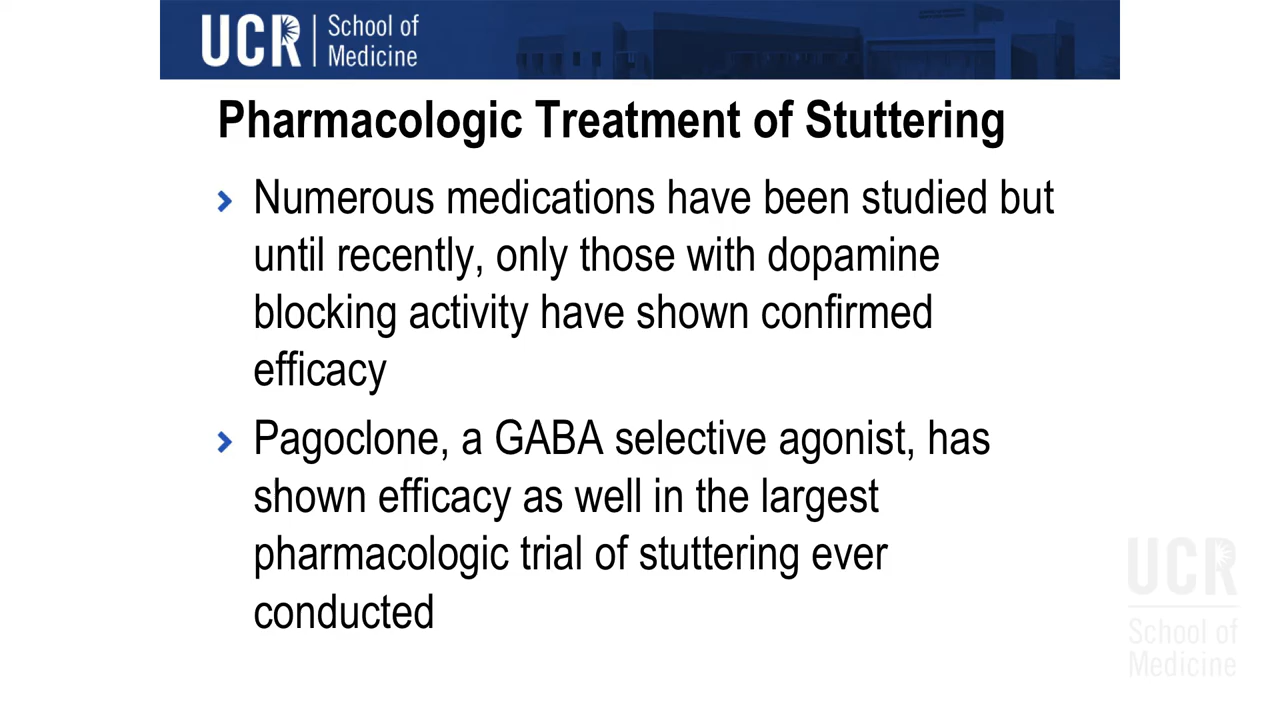 UCR School of
Medicine
Pharmacologic Treatment of Stuttering
Numerous medications have been studied but
until recently, only those with dopamine
blocking activity have shown confirmed
efficacy
Pagoclone, a GABA selective agonist, has
shown efficacy as well in the largest
pharmacologic trial of stuttering ever
conducted
UCR
School of
Medicine